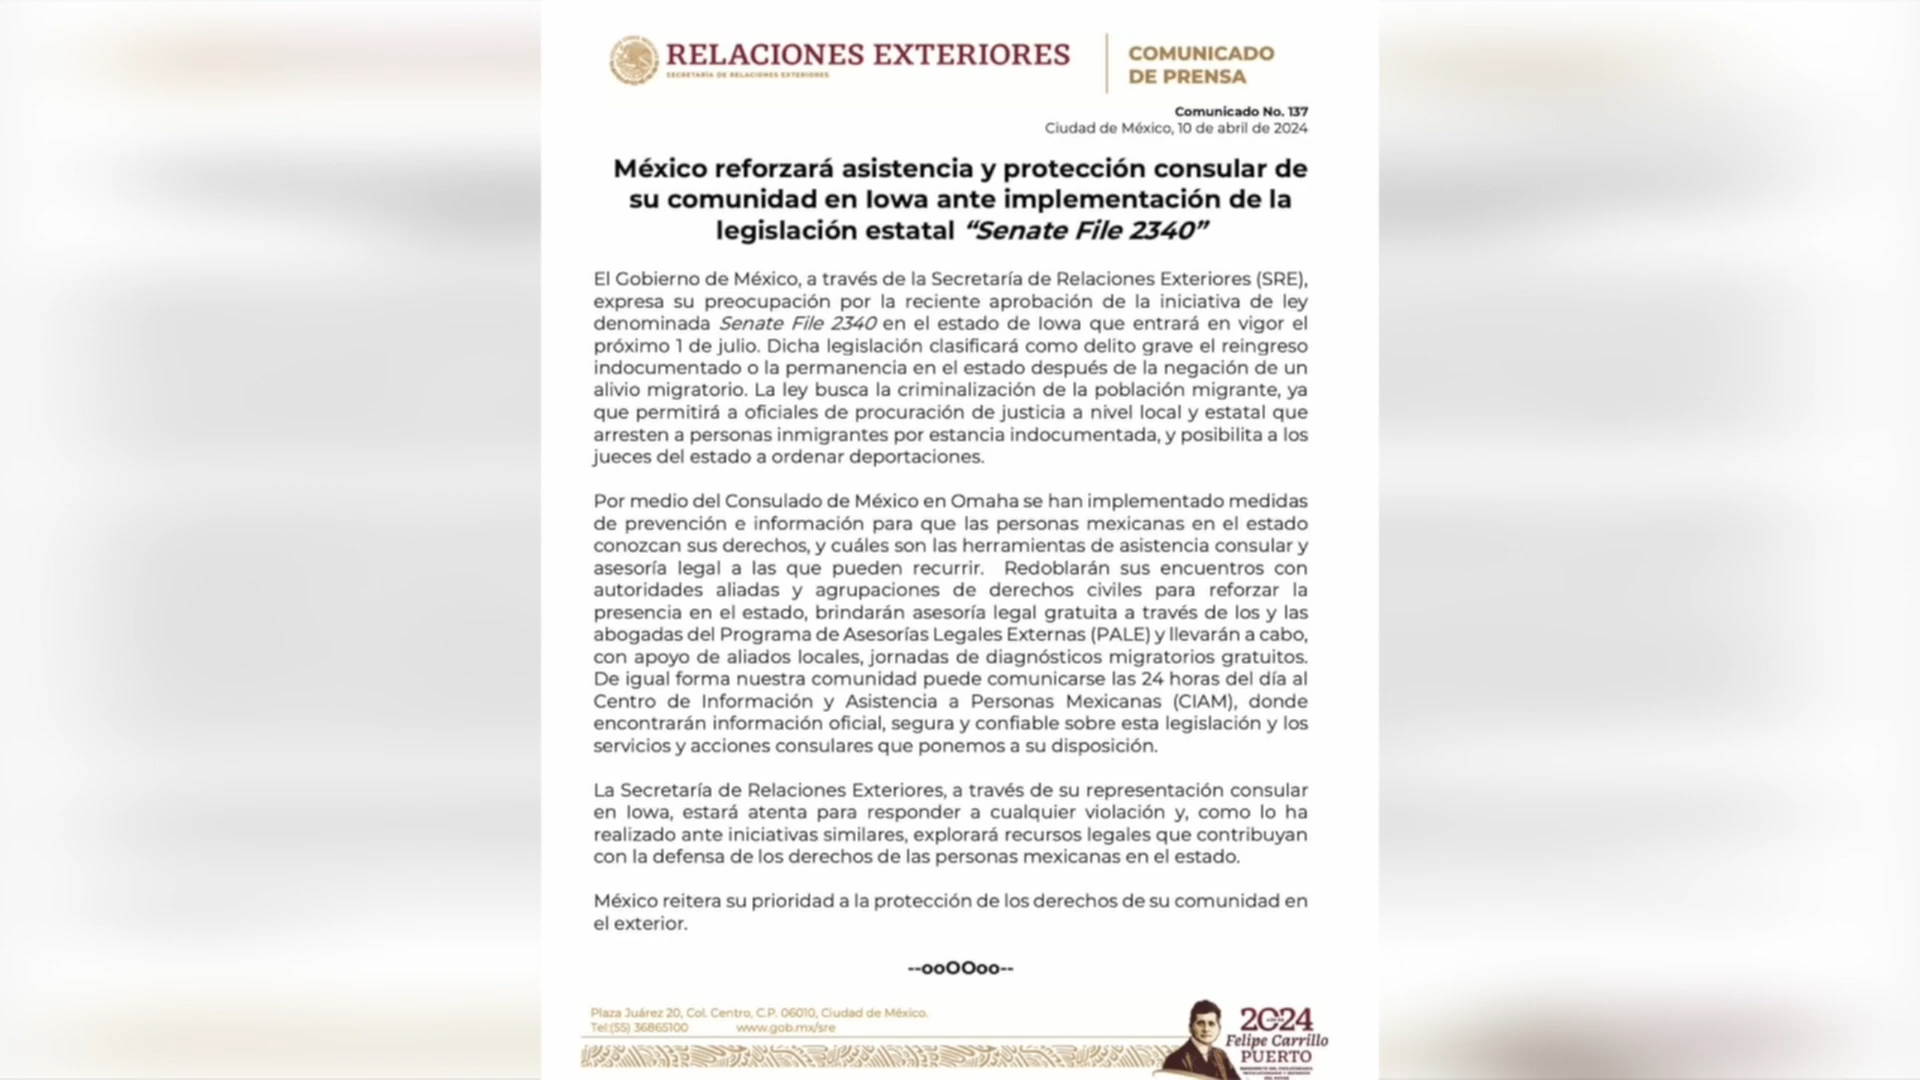 RELACIONES EXTERIORES
SECRETARÍA DE RELACIONES EXTERIORES
COMUNICADO
DE PRENSA
Comunicado No. 137
Ciudad de México, 10 de abril de 2024
México reforzará asistencia y protección consular de
su comunidad en Iowa ante implementación de la
legislación estatal “Senate File 2340”
El Gobierno de México, a través de la Secretaría de Relaciones Exteriores (SRE),
expresa su preocupación por la reciente aprobación de la iniciativa de ley
denominada Senate File 2340 en el estado de Iowa que entrará en vigor el
próximo 1 de julio. Dicha legislación clasificará como delito grave el reingreso
indocumentado o la permanencia en el estado después de la negación de un
alivio migratorio. La ley busca la criminalización de la población migrante, ya
que permitirá a oficiales de procuración de justicia a nivel local y estatal que
arresten a personas inmigrantes por estancia indocumentada, y posibilita a los
jueces del estado a ordenar deportaciones.
Por medio del Consulado de México en Omaha se han implementado medidas
de prevención e información para que las personas mexicanas en el estado
conozcan sus derechos, y cuáles son las herramientas de asistencia consular y
asesoría legal a las que pueden recurrir. Redoblarán sus encuentros con
autoridades aliadas y agrupaciones de derechos civiles para reforzar la
presencia en el estado, brindarán asesoría legal gratuita a través de los y las
abogadas del Programa de Asesorías Legales Externas (PALE) y llevarán a cabo,
con apoyo de aliados locales, jornadas de diagnósticos migratorios gratuitos.
De igual forma nuestra comunidad puede comunicarse las 24 horas del día al
Centro de Información y Asistencia a Personas Mexicanas (CIAM), donde
encontrarán información oficial, segura y confiable sobre esta legislación y los
servicios y acciones consulares que ponemos a su disposición.
La Secretaría de Relaciones Exteriores, a través de su representación consular
en Iowa, estará atenta para responder a cualquier violación y, como lo ha
realizado ante iniciativas similares, explorará recursos legales que contribuyan
con la defensa de los derechos de las personas mexicanas en el estado.
México reitera su prioridad a la protección de los derechos de su comunidad en
el exterior.
--ooOOoo--
Plaza Juárez 20, Col. Centro, C.P. 06010, Ciudad de México.
Tel:(55) 36865100 www.gob.mx/sre
2024
Felipe Carrillo
PUERTO